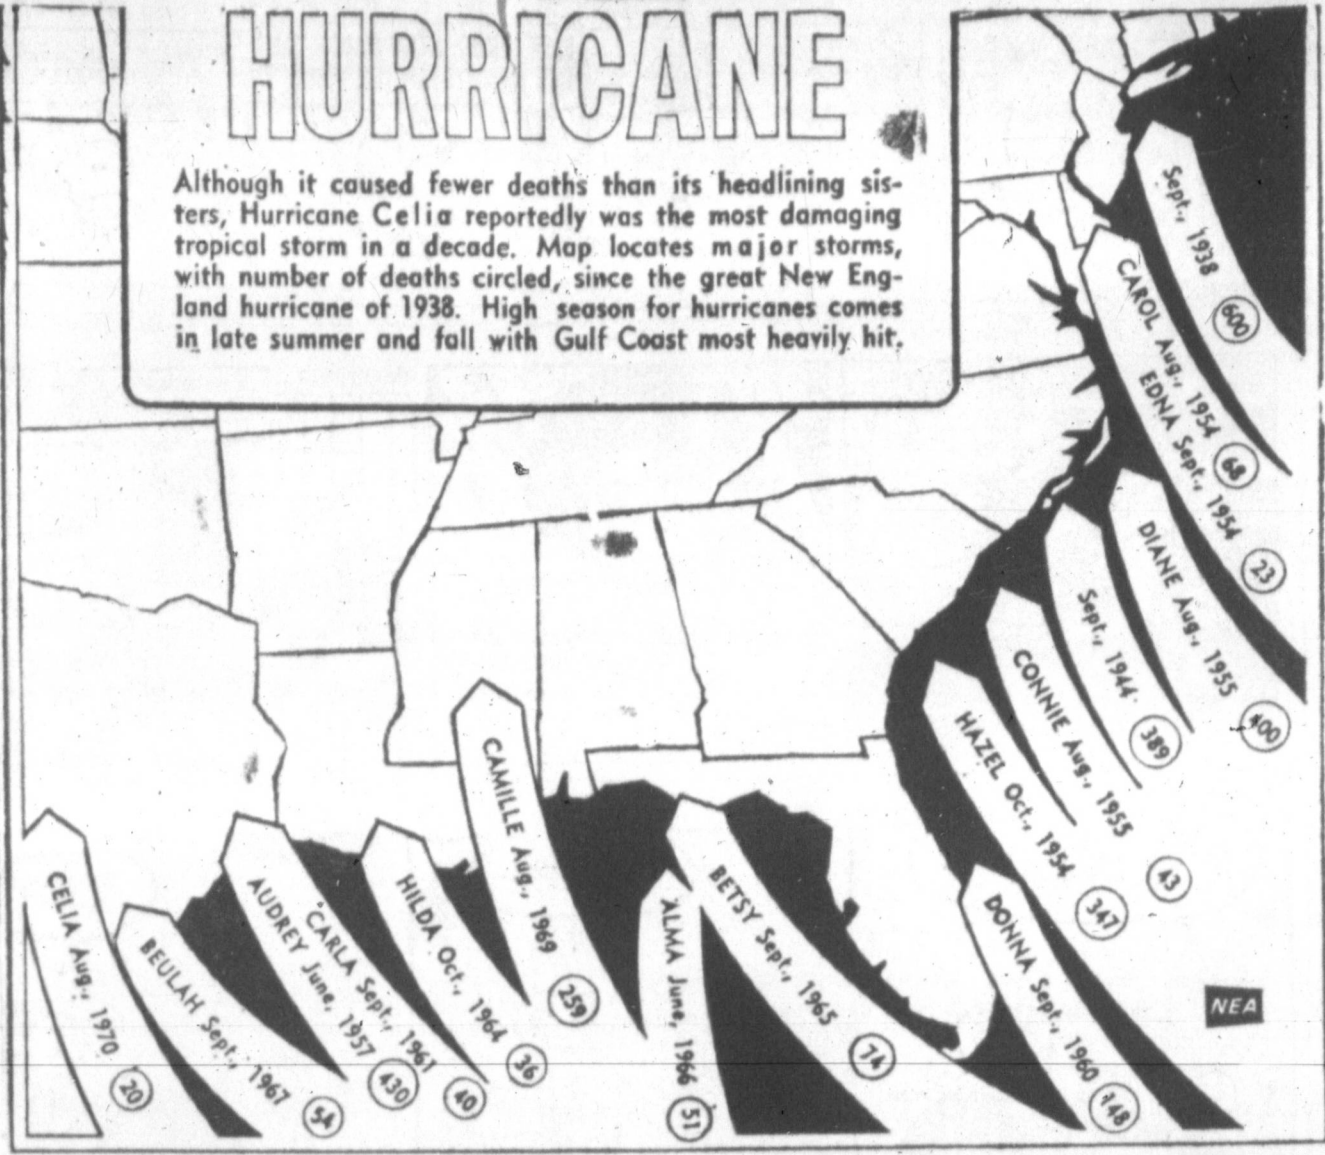 HURRICANE
Although it caused fewer deaths than its headlining sis-
ters, Hurricane Celia reportedly was the most damaging
tropical storm in a decade. Map locates major storms,
with number of deaths circled, since the great New Eng-
land hurricane of 1938. High season for hurricanes comes
in late summer and fall with Gulf Coast most heavily hit.
Sept., 1938 600
CAROL Aug., 1954 68
EDNA Sept., 1954 23
DIANE Aug., 1955 400
Sept., 1944 389
CONNIE Aug., 1955 43
HAZEL Oct., 1954 347
DONNA Sept., 1960 148
BETSY Sept., 1965 74
ALMA June, 1966 51
CAMILLE Aug., 1969 259
HILDA Oct., 1964 36
CARLA Sept., 1961 40
AUDREY June, 1957 430
BEULAH Sept., 1967 54
CELIA Aug., 1970 20
NEA